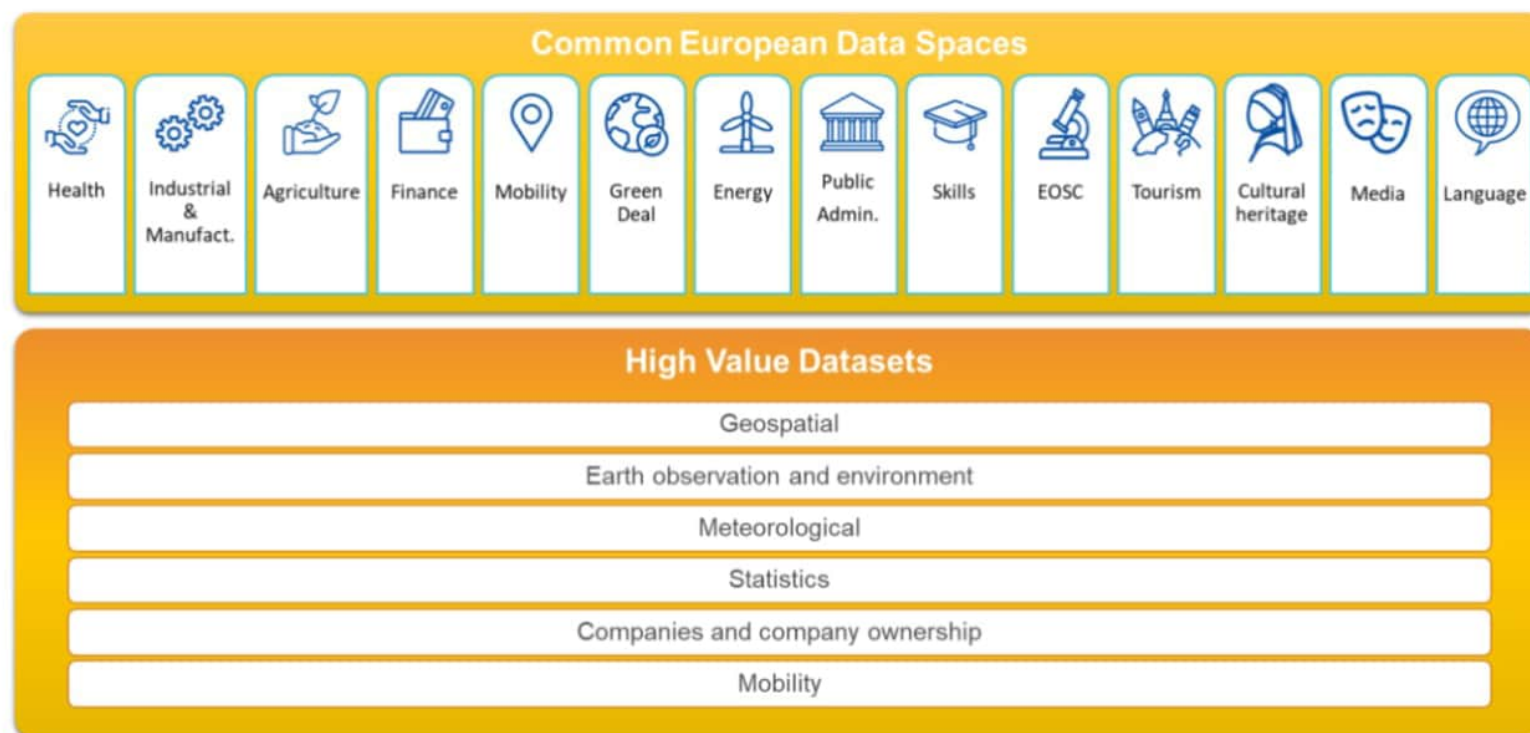 Common European Data Spaces
Health
Industrial
&
Manufact.
Agriculture
Finance
Mobility
Green
Deal
Energy
Public
Admin.
Skills
EOSC
Tourism
Cultural
heritage
Media
Language
High Value Datasets
Geospatial
Earth observation and environment
Meteorological
Statistics
Companies and company ownership
Mobility